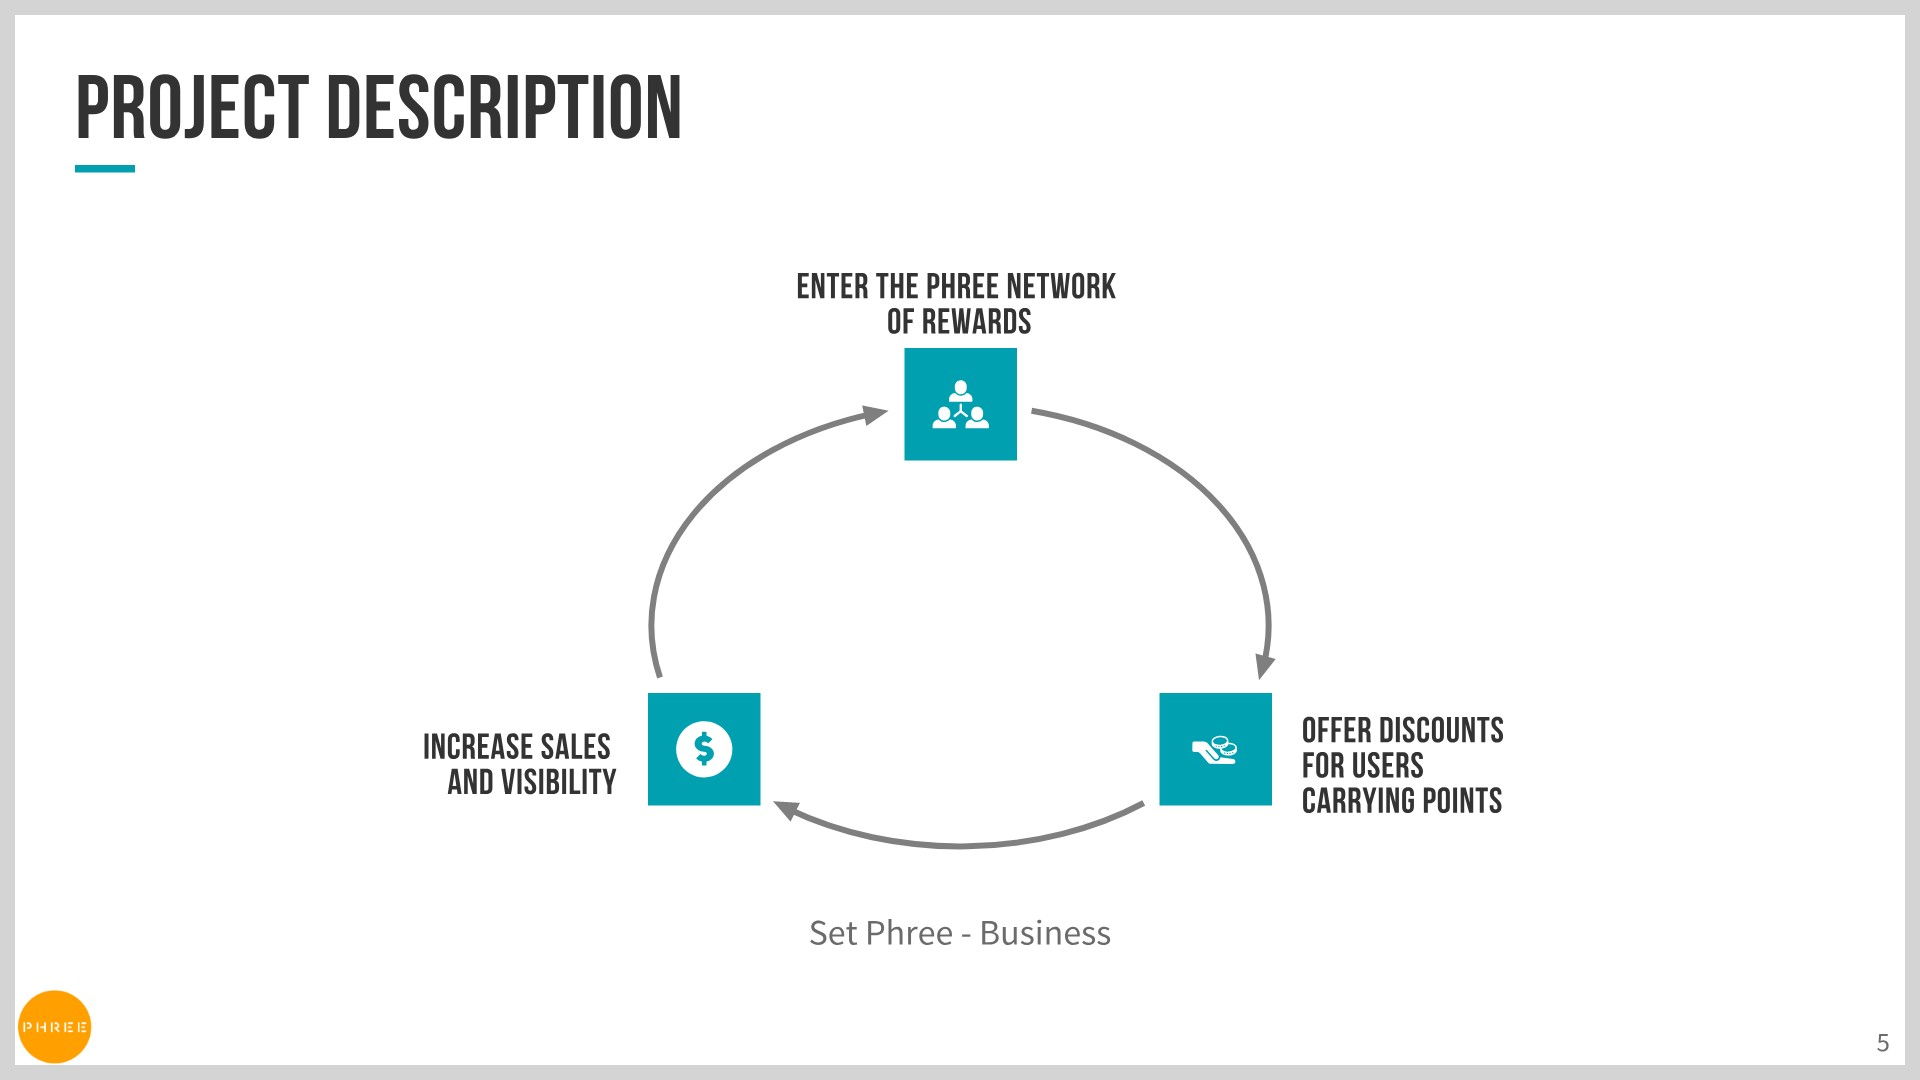 PROJECT DESCRIPTION
ENTER THE PHREE NETWORK
OF REWARDS
INCREASE SALES
AND VISIBILITY
$
OFFER DISCOUNTS
FOR USERS
CARRYING POINTS
Set Phree - Business
PHREE
5